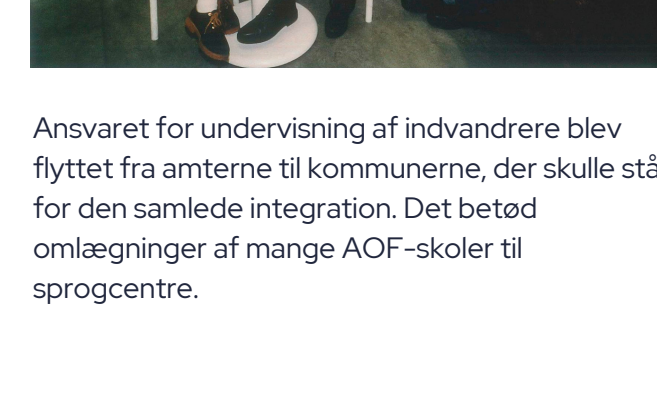 Ansvaret for undervisning af indvandrere blev
flyttet fra amterne til kommunerne, der skulle stå
for den samlede integration. Det betød
omlægninger af mange AOF-skoler til
sprogcentre.